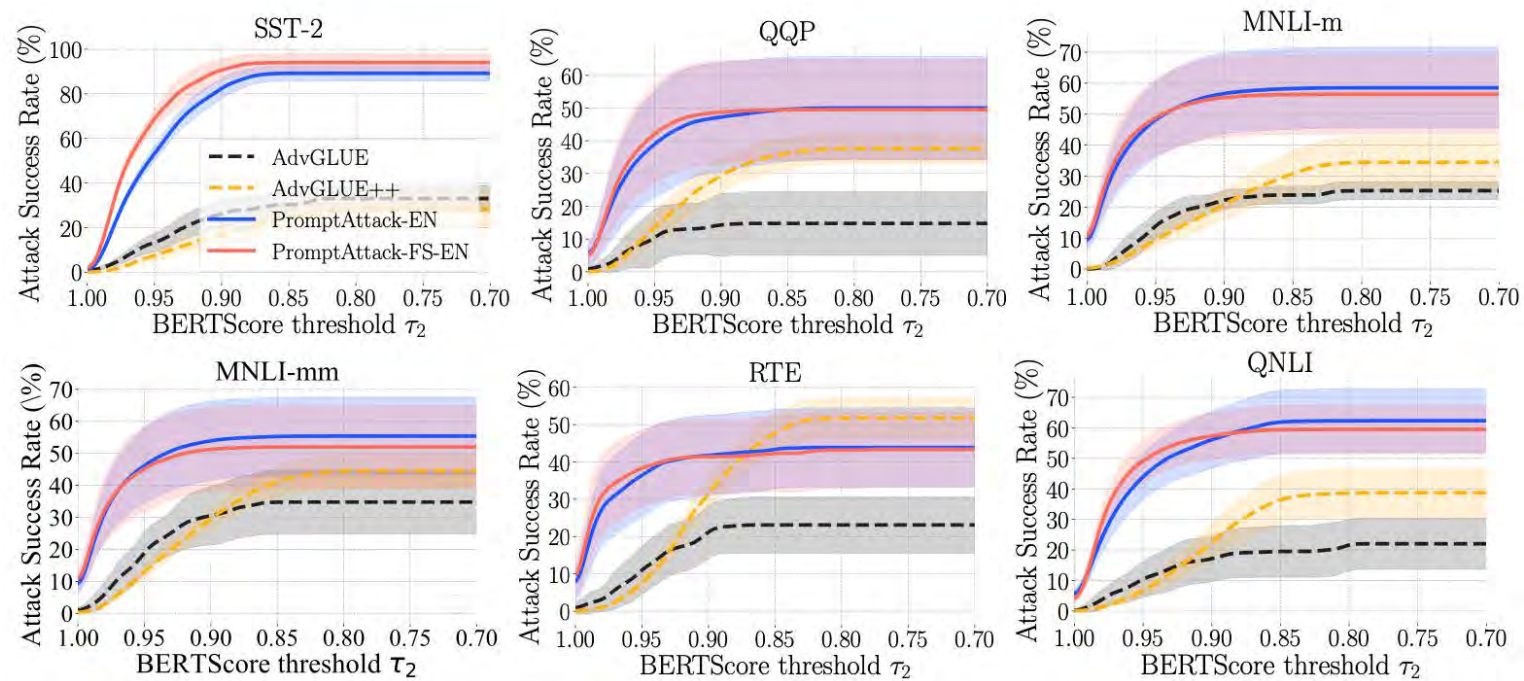 SST-2
Attack Success Rate (%)
100
80
60
40
20
0
AdvGLUE
AdvGLUE++
PromptAttack-EN
PromptAttack-FS-EN
1.00 0.95 0.90 0.85 0.80 0.75 0.70
BERTScore threshold τ₂
QQP
Attack Success Rate (%)
60
50
40
30
20
10
0
1.00 0.95 0.90 0.85 0.80 0.75 0.70
BERTScore threshold τ₂
MNLI-m
Attack Success Rate (%)
70
60
50
40
30
20
10
0
1.00 0.95 0.90 0.85 0.80 0.75 0.70
BERTScore threshold τ₂
MNLI-mm
Attack Success Rate (\%)
70
60
50
40
30
20
10
0
1.00 0.95 0.90 0.85 0.80 0.75 0.70
BERTScore threshold τ₂
RTE
Attack Success Rate (%)
60
50
40
30
20
10
0
1.00 0.95 0.90 0.85 0.80 0.75 0.70
BERTScore threshold τ₂
QNLI
Attack Success Rate (%)
70
60
50
40
30
20
10
0
1.00 0.95 0.90 0.85 0.80 0.75 0.70
BERTScore threshold τ₂